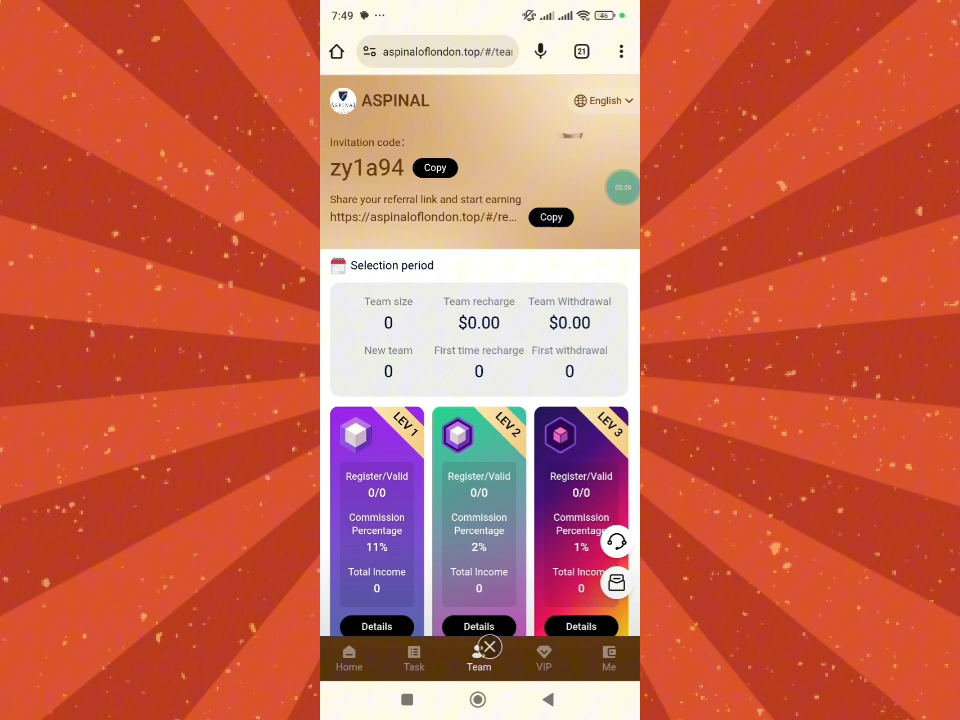 7:49
46
aspinaloflondon.top/#/tea
21
ASPINAL
ASPINAL
English
Invitation code:
zy1a94
Copy
05:59
Share your referral link and start earning
https://aspinaloflondon.top/#/re...
Copy
Selection period
Team size
Team recharge
Team Withdrawal
0
$0.00
$0.00
New team
First time recharge
First withdrawal
0
0
0
LEV 1
LEV 2
LEV 3
Register/Valid
Register/Valid
Register/Valid
0/0
0/0
0/0
Commission
Percentage
Commission
Percentage
Commission
Percentage
11%
2%
1%
Total Income
Total Income
Total Incom
0
0
0
Details
Details
Details
Home
Task
Team
VIP
Me